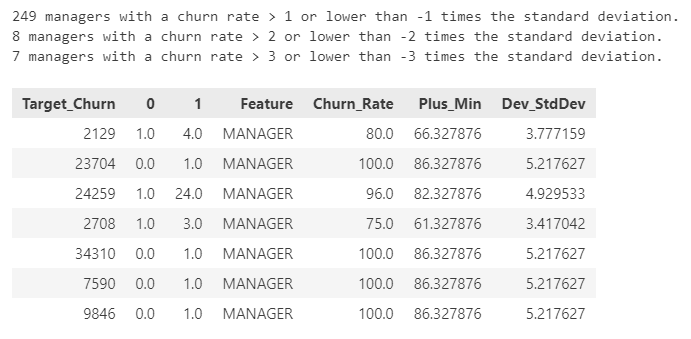 249 managers with a churn rate > 1 or lower than -1 times the standard deviation.
8 managers with a churn rate > 2 or lower than -2 times the standard deviation.
7 managers with a churn rate > 3 or lower than -3 times the standard deviation.
Target_Churn 0 1 Feature Churn_Rate Plus_Min Dev_StdDev
2129 1.0 4.0 MANAGER 80.0 66.327876 3.777159
23704 0.0 1.0 MANAGER 100.0 86.327876 5.217627
24259 1.0 24.0 MANAGER 96.0 82.327876 4.929533
2708 1.0 3.0 MANAGER 75.0 61.327876 3.417042
34310 0.0 1.0 MANAGER 100.0 86.327876 5.217627
7590 0.0 1.0 MANAGER 100.0 86.327876 5.217627
9846 0.0 1.0 MANAGER 100.0 86.327876 5.217627